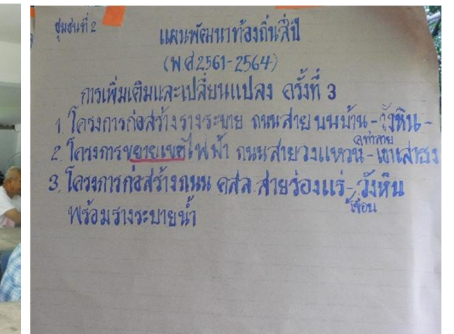 ชุมชนที่ 2
แผนพัฒนาท้องถิ่นสี่ปี
(พ.ศ 2561-2564)
การเพิ่มเติมและเปลี่ยนแปลง ครั้งที่ 3
1. โครงการก่อสร้างรางระบาย ถนนสาย บนบ้าน - วังหิน -
2. โครงการขยายเขตไฟฟ้า ถนนสายวงแหวน - เขาเสาธง
3. โครงการก่อสร้างถนน คสล สายร่องแร่ - วังหิน
พร้อมรางระบายน้ำ